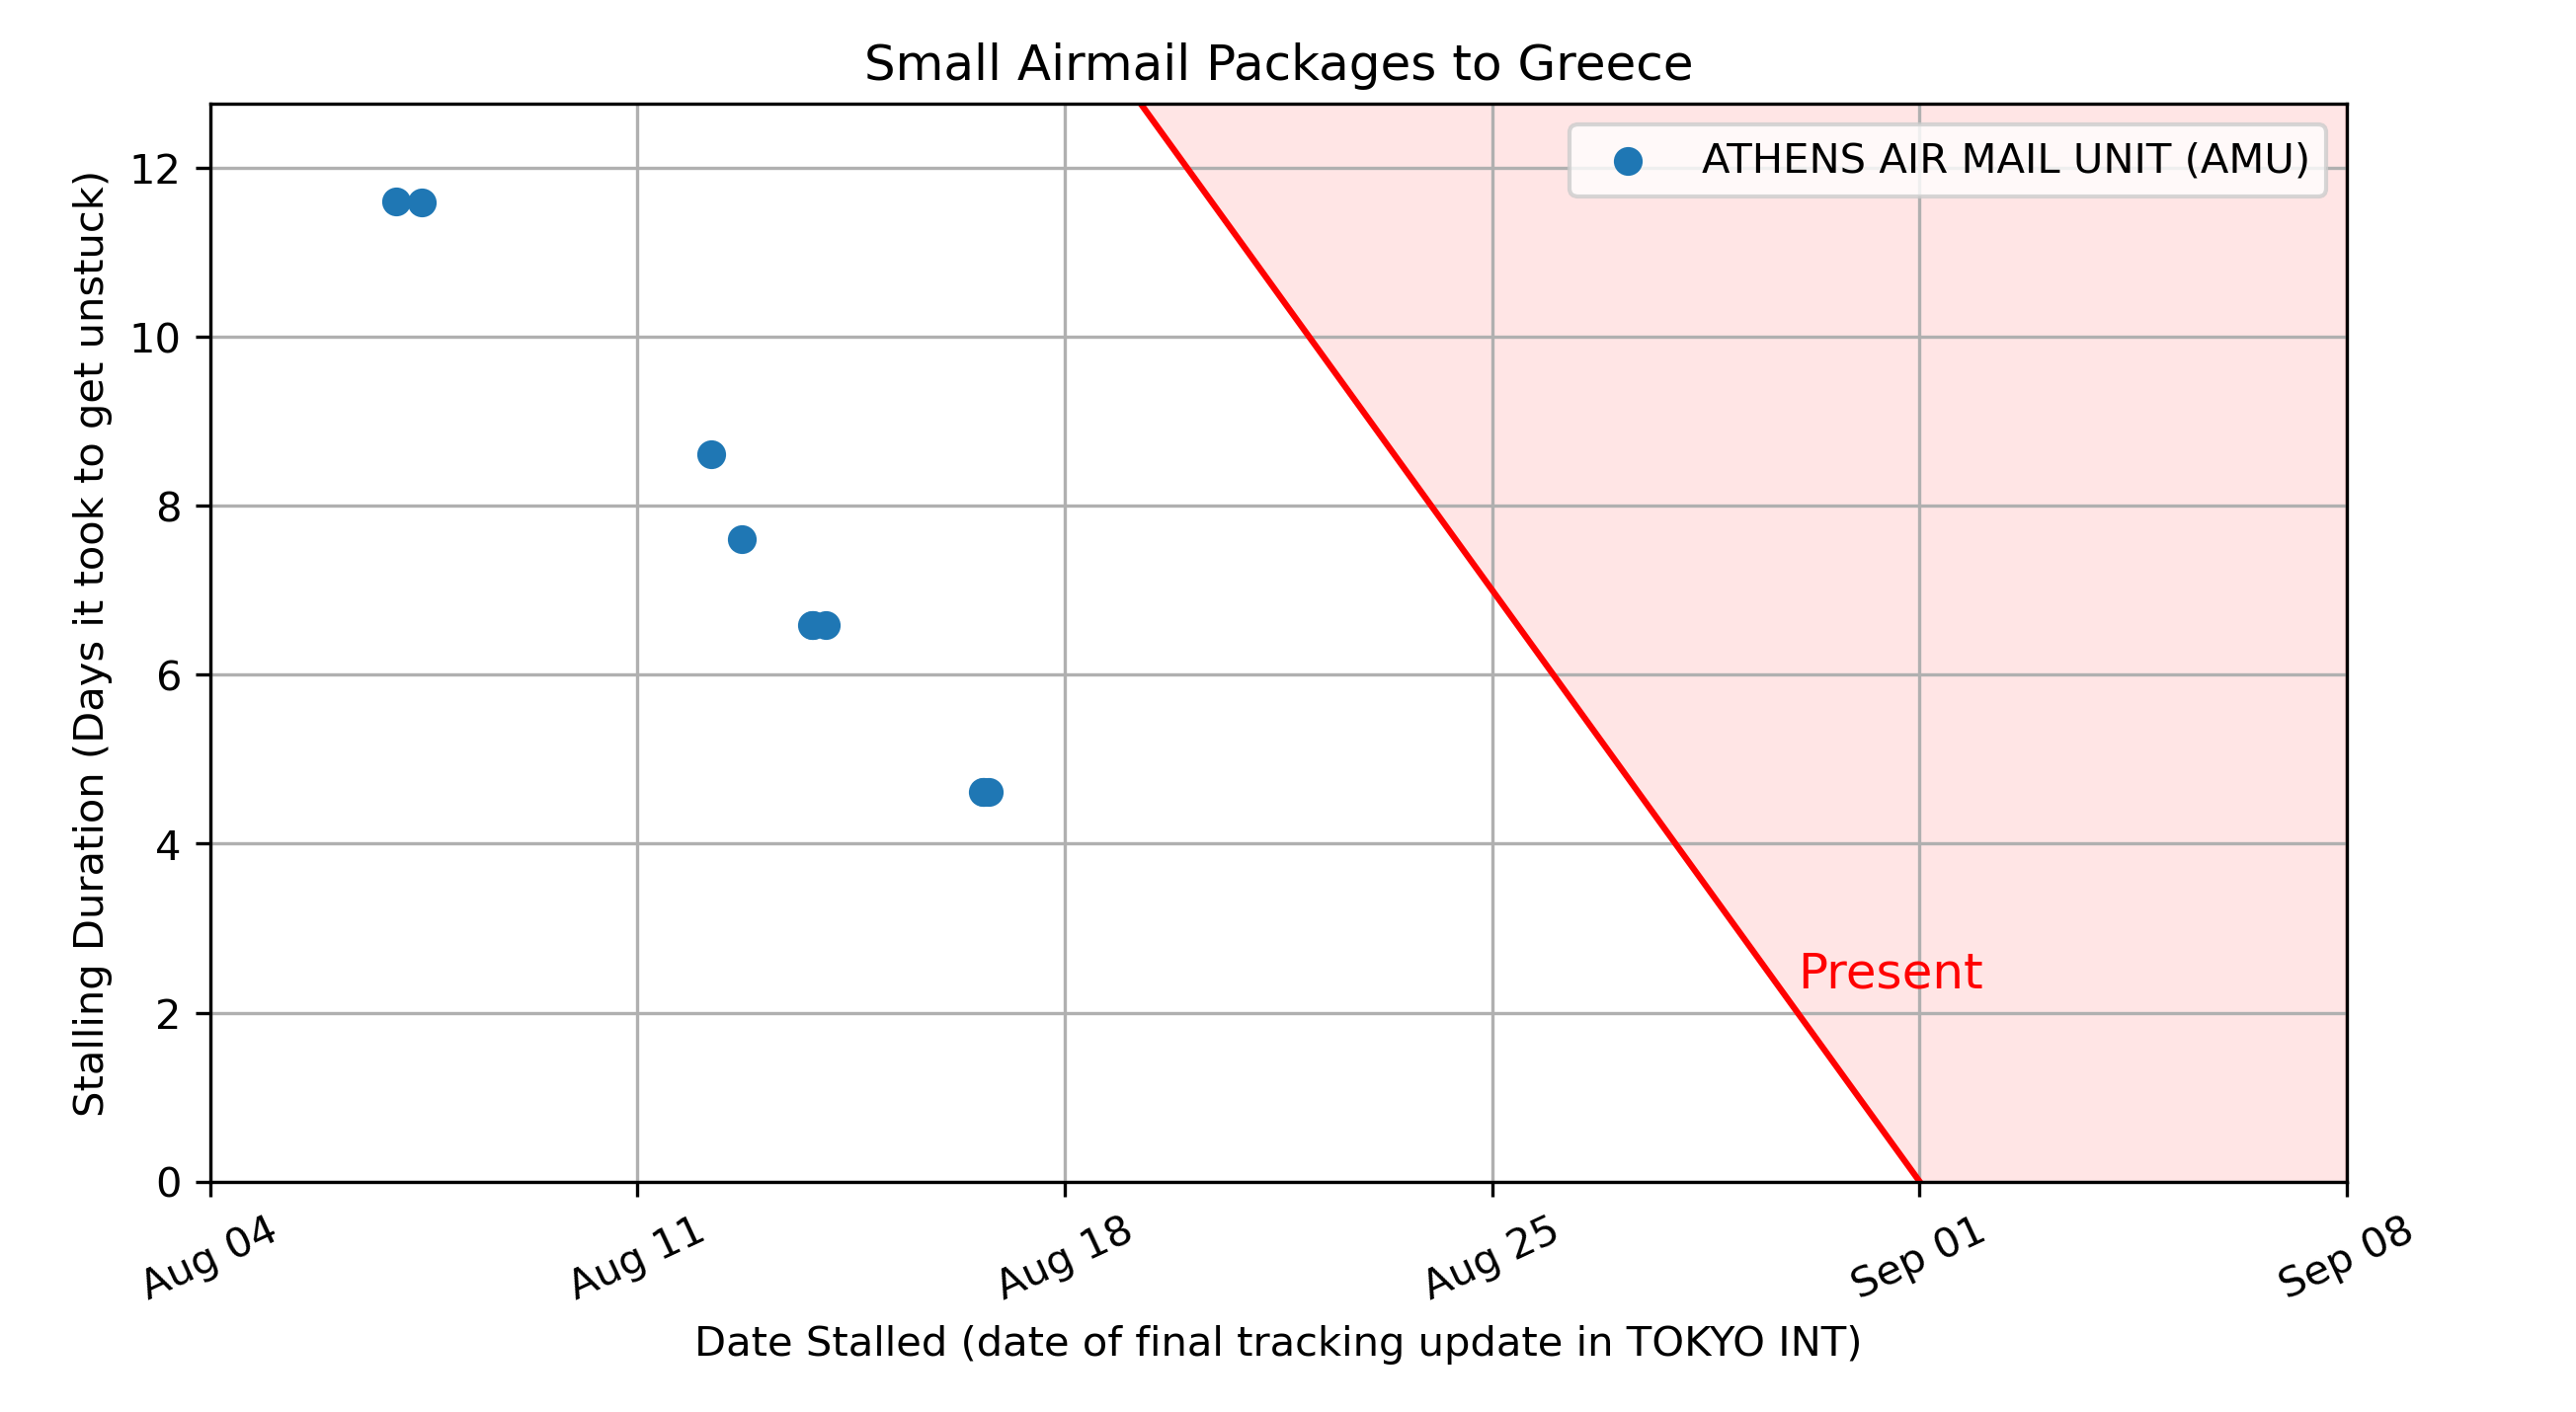 Small Airmail Packages to Greece
ATHENS AIR MAIL UNIT (AMU)
Stalling Duration (Days it took to get unstuck)
12
10
8
6
4
2
0
Present
Aug 04
Aug 11
Aug 18
Aug 25
Sep 01
Sep 08
Date Stalled (date of final tracking update in TOKYO INT)